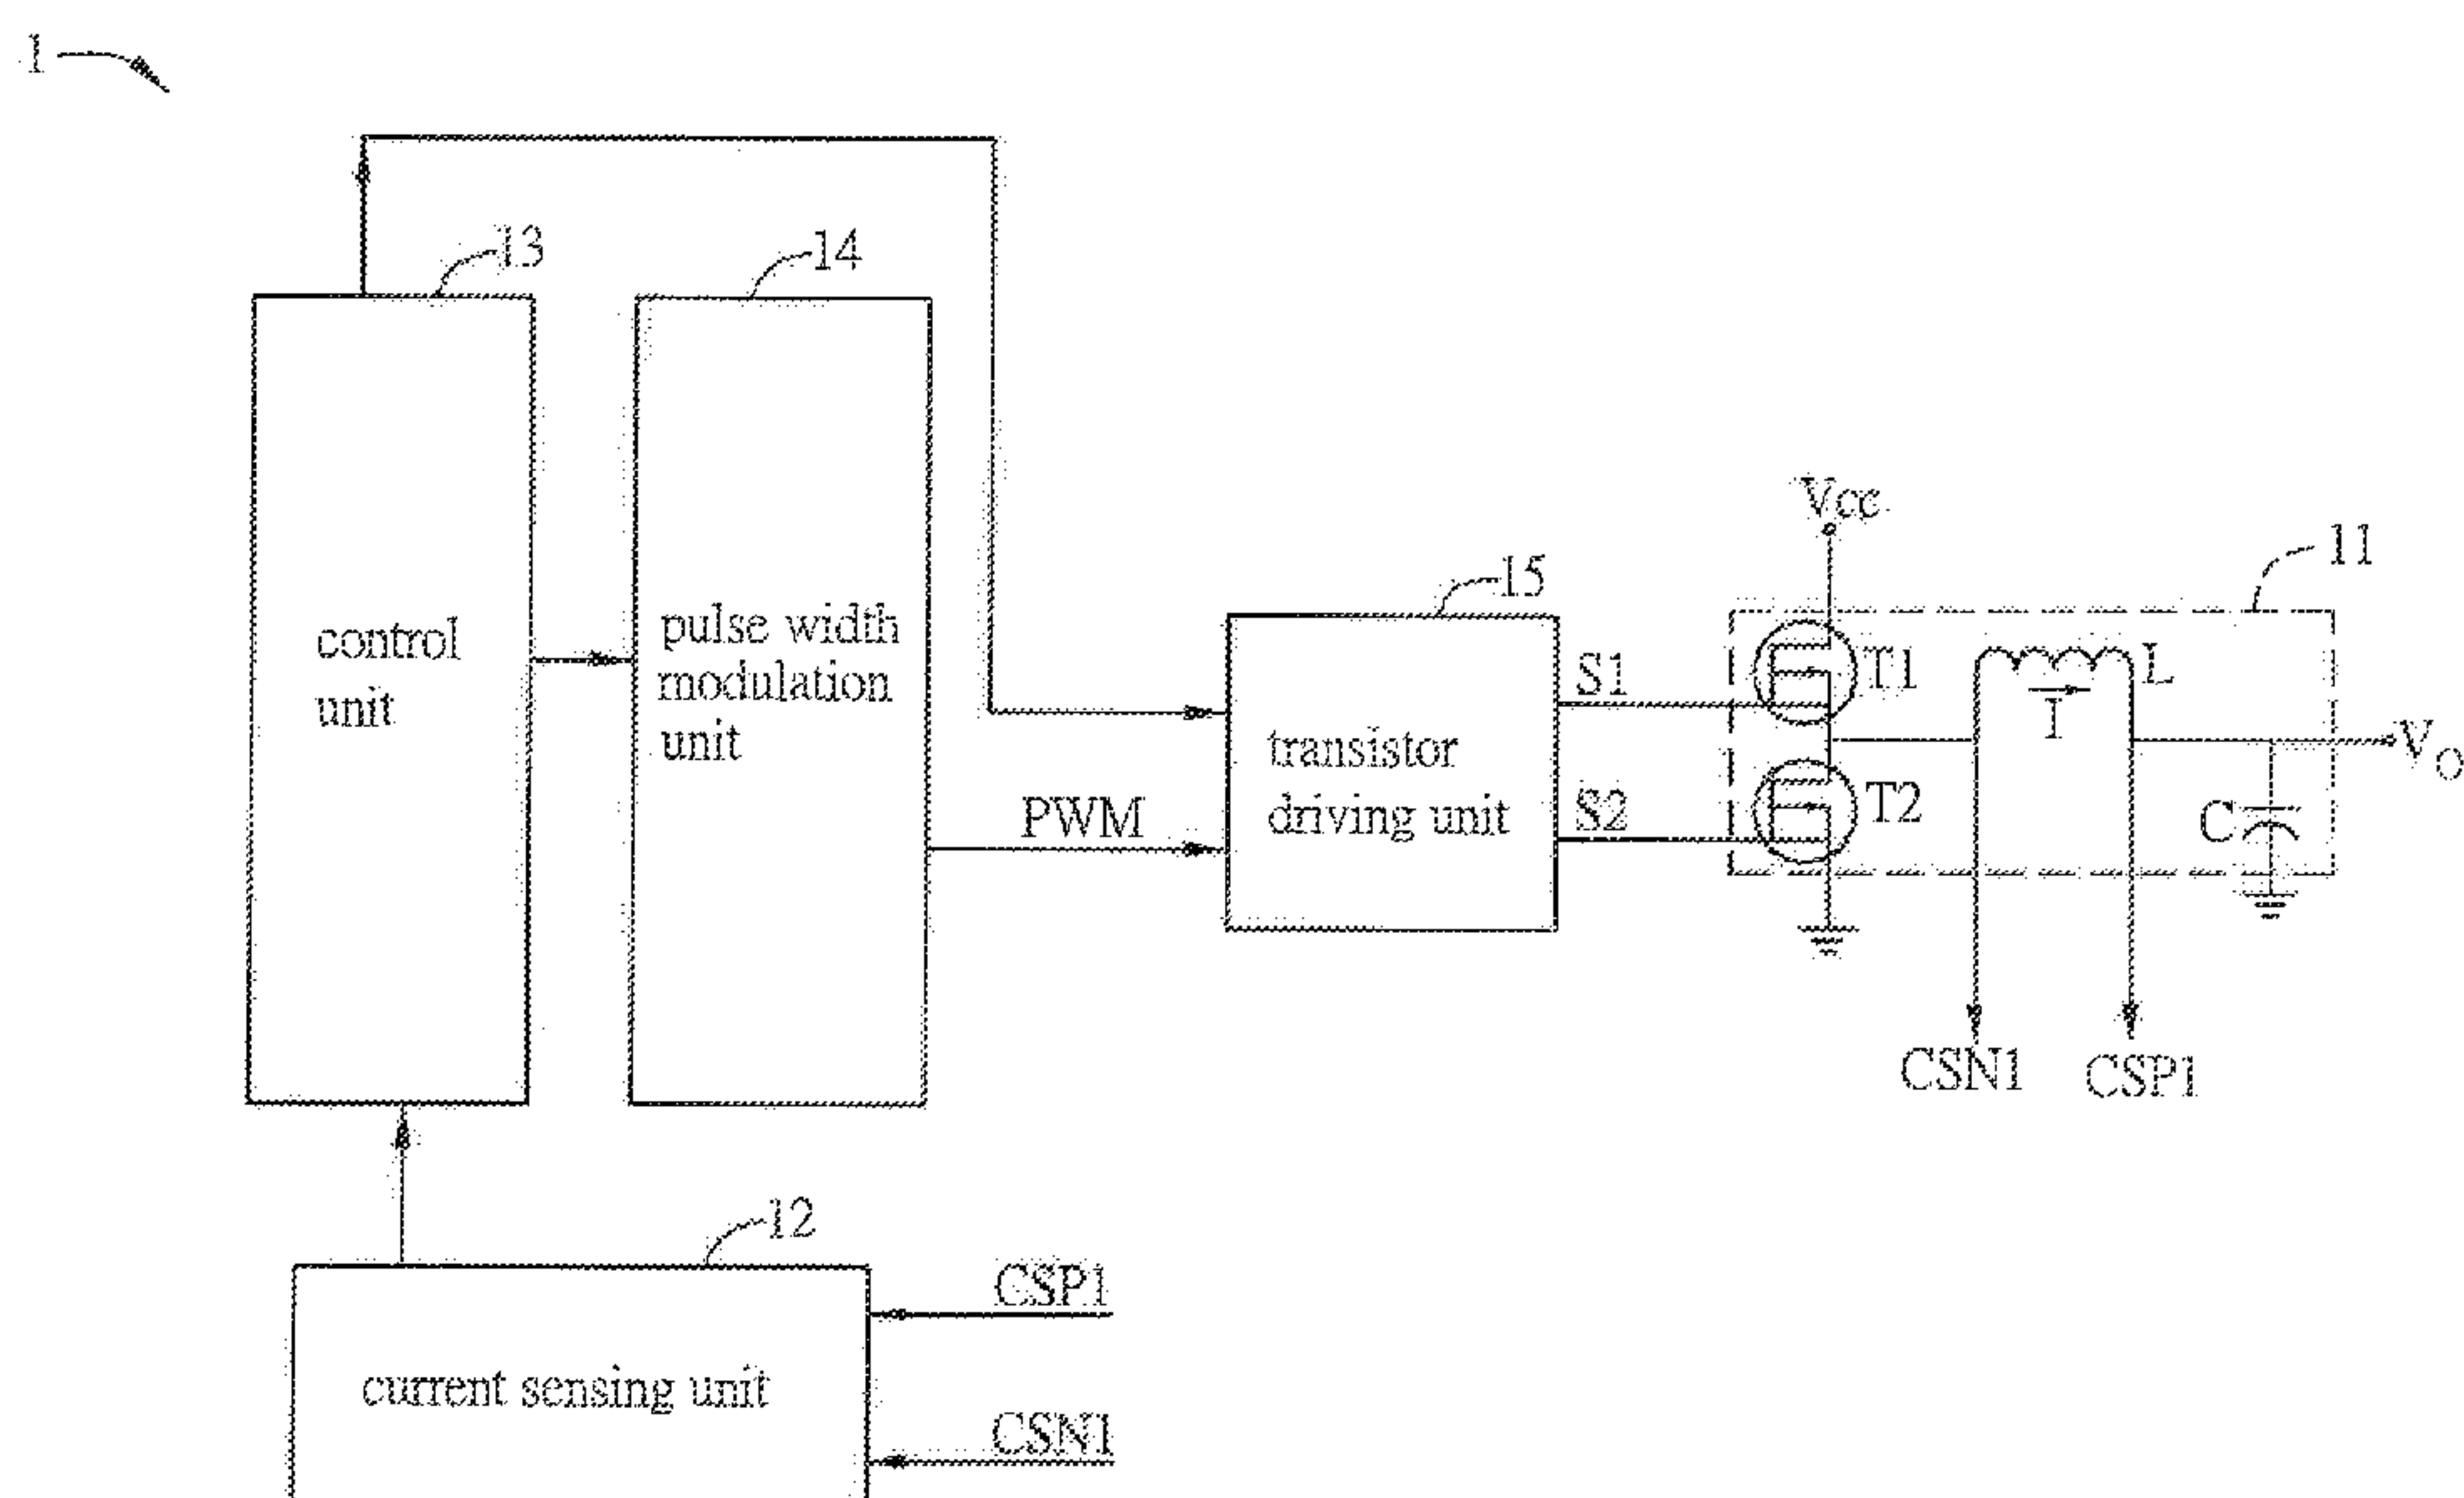 1
13
14
control
unit
pulse width
modulation
unit
PWM
15
transistor
driving unit
S1
S2
Vcc
11
T1
T2
L
I
C
VO
CSN1
CSP1
12
current sensing unit
CSP1
CSN1